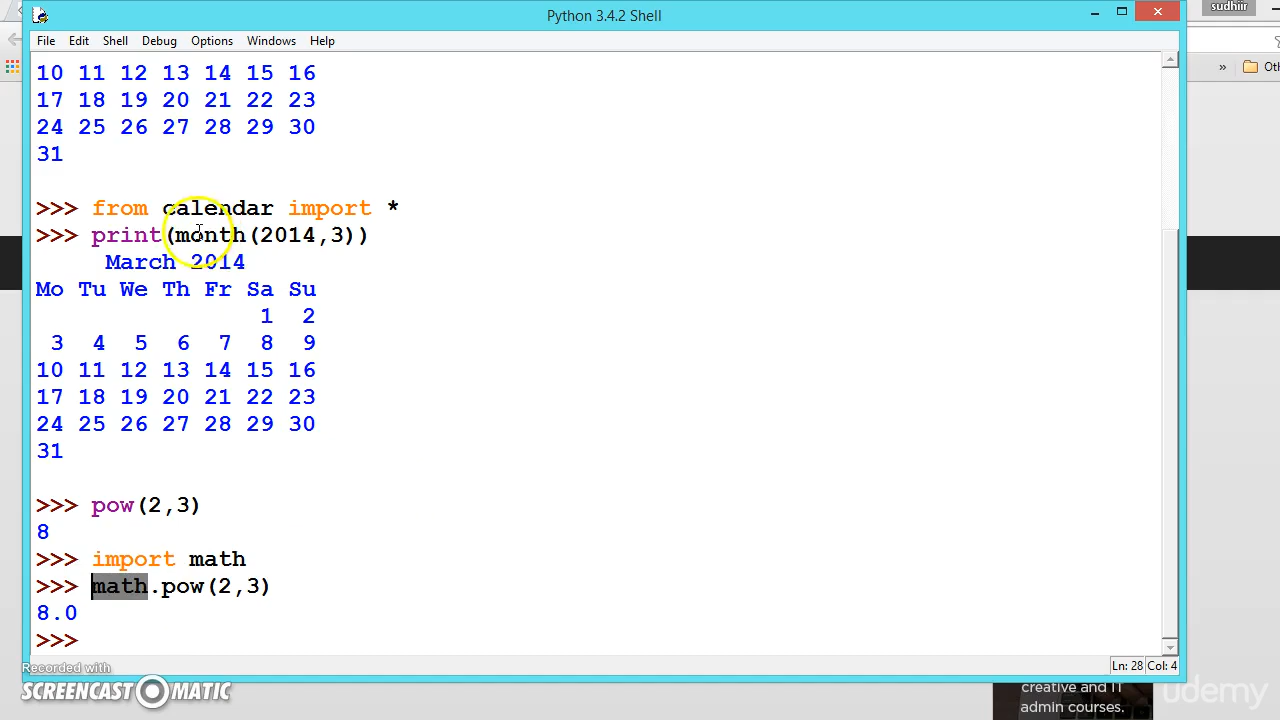 sudhiir
Python 3.4.2 Shell
File Edit Shell Debug Options Windows Help
» Oth
10 11 12 13 14 15 16
17 18 19 20 21 22 23
24 25 26 27 28 29 30
31
>>> from calendar import *
>>> print(month(2014,3))
March 2014
Mo Tu We Th Fr Sa Su
1 2
3 4 5 6 7 8 9
10 11 12 13 14 15 16
17 18 19 20 21 22 23
24 25 26 27 28 29 30
31
>>> pow(2,3)
8
>>> import math
>>> math.pow(2,3)
8.0
>>>
Ln: 28 Col: 4
Recorded with
SCREENCAST MATIC
creative and IT
admin courses,
udemy